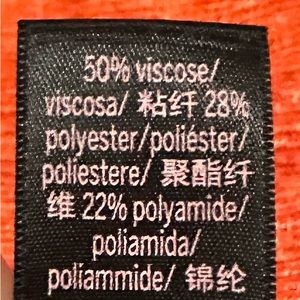 50% viscose/
viscosa/ 粘纤 28%
polyester/poliéster/
poliestere/ 聚酯纤
维 22% polyamide/
poliamida/
poliammide/ 锦纶